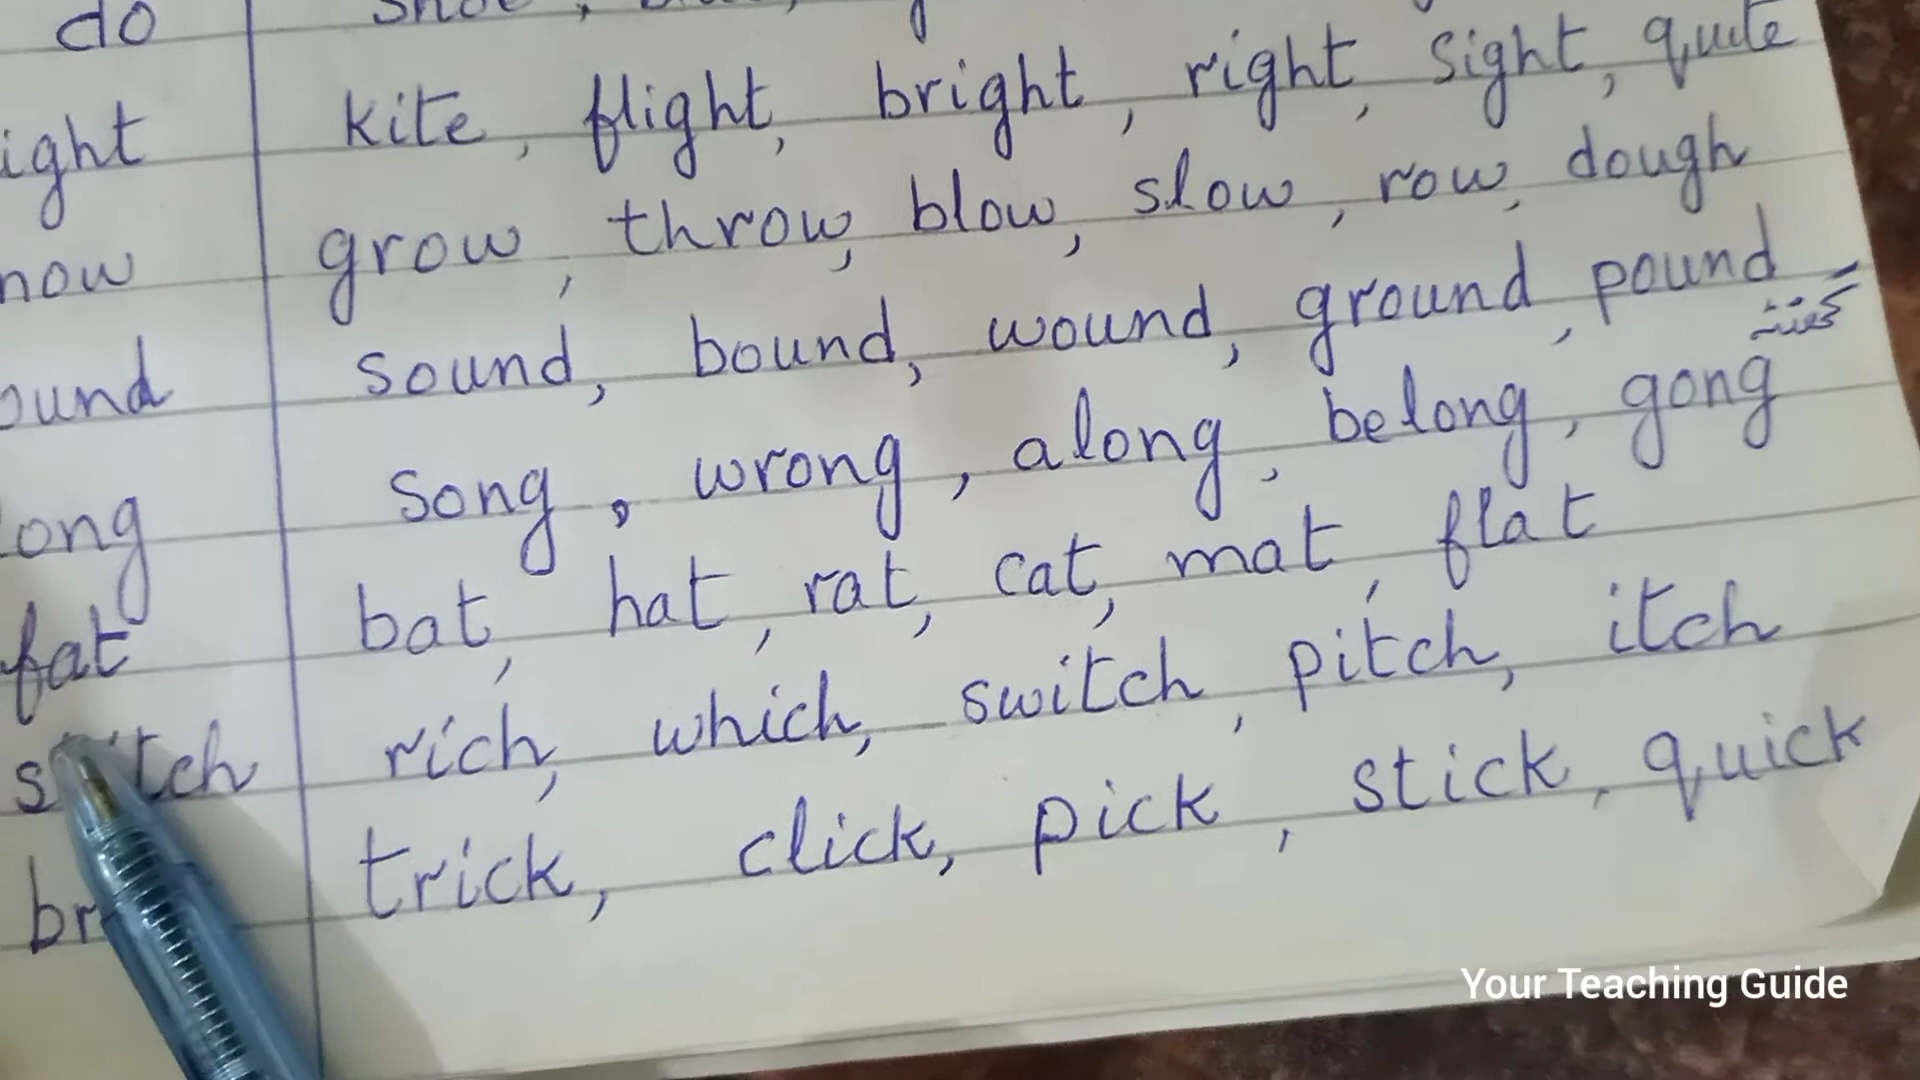 do
ight kite, flight, bright, right, sight, quite
now grow, throw, blow, slow, row, dough
ound sound, bound, wound, ground, pound
ong song, wrong, along, belong, gong
fat bat, hat, rat, cat, mat, flat
stitch rich, which, switch, pitch, itch
br trick, click, pick, stick, quick
Your Teaching Guide